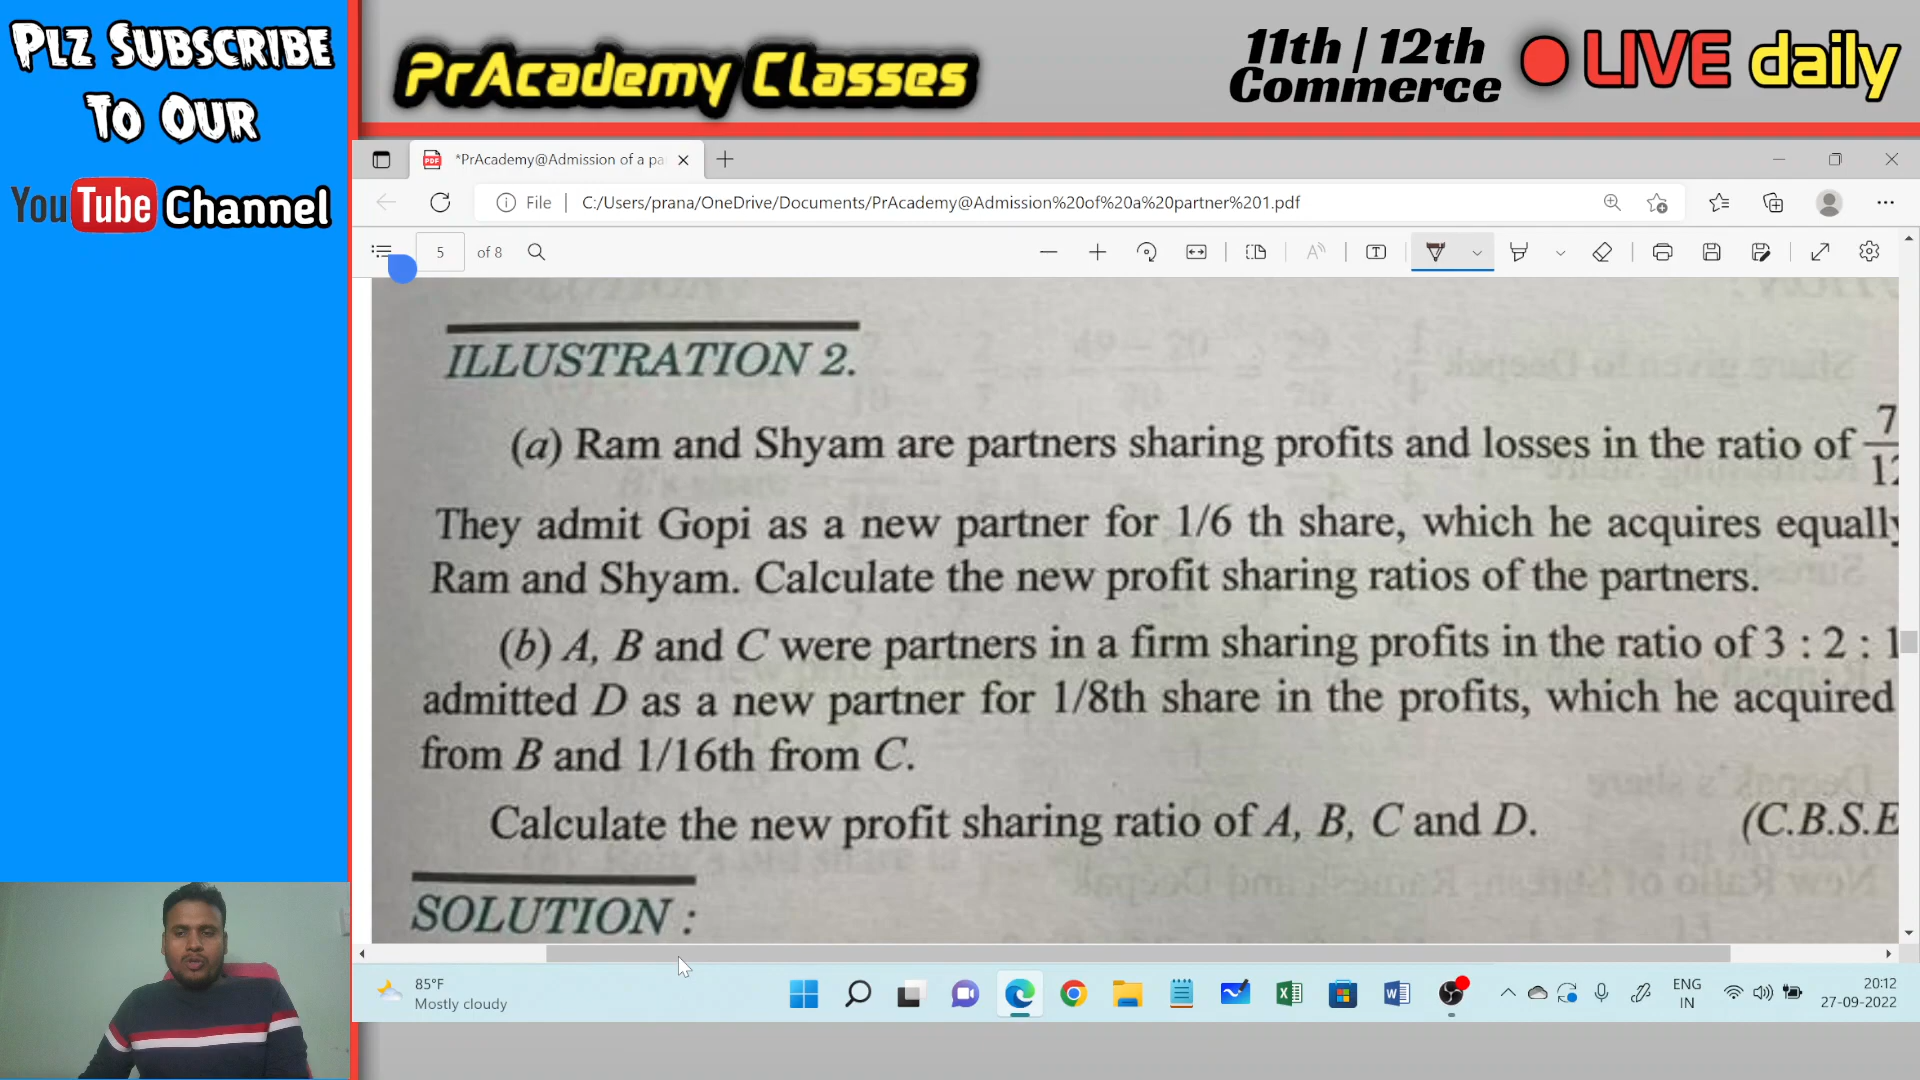 PLZ SUBSCRIBE
TO OUR
YouTube Channel
PrAcademy Classes
11th | 12th
Commerce
LIVE daily
*PrAcademy@Admission of a pa
File
C:/Users/prana/OneDrive/Documents/PrAcademy@Admission%20of%20a%20partner%201.pdf
5 of 8
ILLUSTRATION 2.
(a) Ram and Shyam are partners sharing profits and losses in the ratio of 7
They admit Gopi as a new partner for 1/6 th share, which he acquires equally
Ram and Shyam. Calculate the new profit sharing ratios of the partners.
(b) A, B and C were partners in a firm sharing profits in the ratio of 3 : 2 : 1
admitted D as a new partner for 1/8th share in the profits, which he acquired
from B and 1/16th from C.
Calculate the new profit sharing ratio of A, B, C and D.
(C.B.S.E
SOLUTION :
85°F
Mostly cloudy
ENG
IN
20:12
27-09-2022